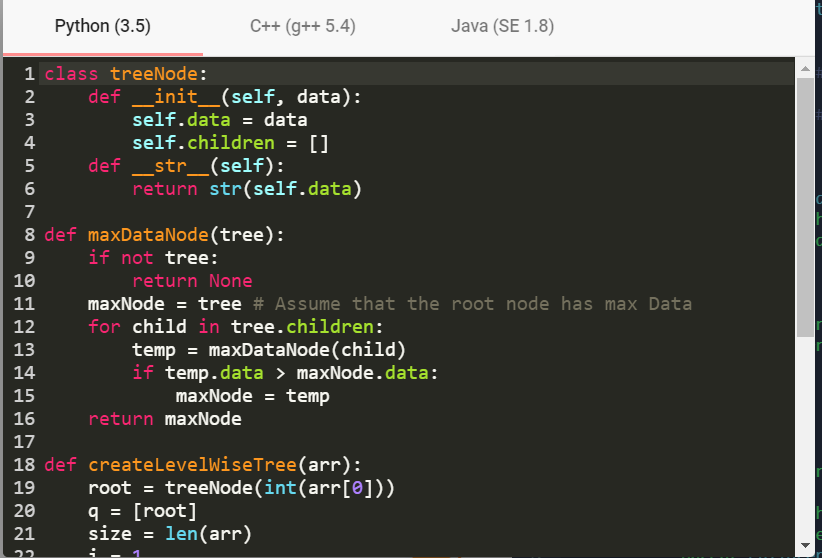 Python (3.5) C++ (g++ 5.4) Java (SE 1.8)
1 class treeNode:
2     def __init__(self, data):
3         self.data = data
4         self.children = []
5     def __str__(self):
6         return str(self.data)
7
8 def maxDataNode(tree):
9     if not tree:
10         return None
11     maxNode = tree # Assume that the root node has max Data
12     for child in tree.children:
13         temp = maxDataNode(child)
14         if temp.data > maxNode.data:
15             maxNode = temp
16     return maxNode
17
18 def createLevelWiseTree(arr):
19     root = treeNode(int(arr[0]))
20     q = [root]
21     size = len(arr)
22     i = 1